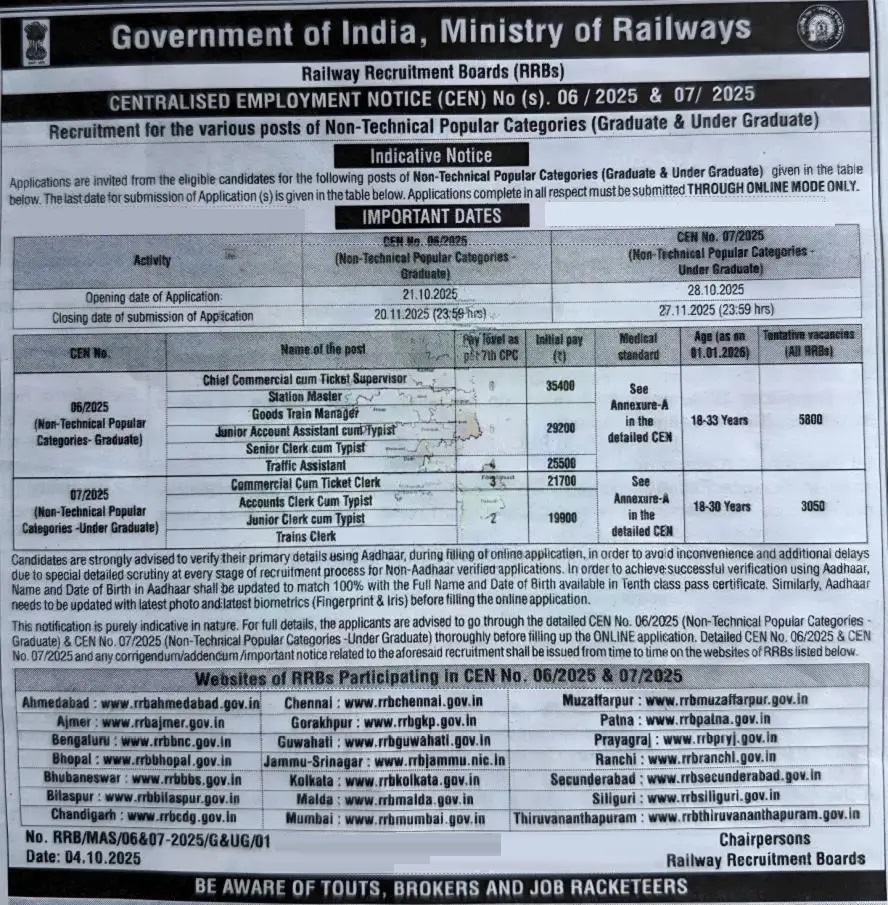 Government of India, Ministry of Railways
Railway Recruitment Boards (RRBs)
CENTRALISED EMPLOYMENT NOTICE (CEN) No (s). 06 / 2025 & 07/ 2025
Recruitment for the various posts of Non-Technical Popular Categories (Graduate & Under Graduate)
Indicative Notice
Applications are invited from the eligible candidates for the following posts of Non-Technical Popular Categories (Graduate & Under Graduate) given in the table
below. The last date for submission of Application (s) is given in the table below. Applications complete in all respect must be submitted THROUGH ONLINE MODE ONLY.
IMPORTANT DATES
Activity
CEN No. 06/2025
(Non-Technical Popular Categories -
Graduate)
CEN No. 07/2025
(Non-Technical Popular Categories -
Under Graduate)
Opening date of Application: 21.10.2025 28.10.2025
Closing date of submission of Application 20.11.2025 (23:59 hrs) 27.11.2025 (23:59 hrs)
CEN No.
Name of the post
Pay level as
per 7th CPC
Initial pay
(₹)
Medical
standard
Age (as on
01.01.2026)
Tentative vacancies
(All RRBs)
06/2025
(Non-Technical Popular
Categories- Graduate)
Chief Commercial cum Ticket Supervisor
Station Master
35400
Goods Train Manager
Junior Account Assistant cum Typist
Senior Clerk cum Typist
29200
Traffic Assistant 4 25500
See
Annexure-A
in the
detailed CEN
18-33 Years
5800
07/2025
(Non-Technical Popular
Categories -Under Graduate)
Commercial Cum Ticket Clerk 3 21700
Accounts Clerk Cum Typist
Junior Clerk cum Typist
Trains Clerk
2
19900
See
Annexure-A
in the
detailed CEN
18-30 Years
3050
Candidates are strongly advised to verify their primary details using Aadhaar, during filling of online application, in order to avoid inconvenience and additional delays
due to special detailed scrutiny at every stage of recruitment process for Non-Aadhaar verified applications. In order to achieve successful verification using Aadhaar,
Name and Date of Birth in Aadhaar shall be updated to match 100% with the Full Name and Date of Birth available in Tenth class pass certificate. Similarly, Aadhaar
needs to be updated with latest photo and latest biometrics (Fingerprint & Iris) before filling the online application.
This notification is purely indicative in nature. For full details, the applicants are advised to go through the detailed CEN No. 06/2025 (Non-Technical Popular Categories -
Graduate) & CEN No. 07/2025 (Non-Technical Popular Categories -Under Graduate) thoroughly before filling up the ONLINE application. Detailed CEN No. 06/2025 & CEN
No. 07/2025 and any corrigendum/addendum /important notice related to the aforesaid recruitment shall be issued from time to time on the websites of RRBs listed below.
Websites of RRBs Participating in CEN No. 06/2025 & 07/2025
Ahmedabad : www.rrbahmedabad.gov.in Chennai : www.rrbchennai.gov.in Muzaffarpur : www.rrbmuzaffarpur.gov.in
Ajmer : www.rrbajmer.gov.in Gorakhpur : www.rrbgkp.gov.in Patna : www.rrbpatna.gov.in
Bengaluru : www.rrbbnc.gov.in Guwahati : www.rrbguwahati.gov.in Prayagraj : www.rrbpryj.gov.in
Bhopal : www.rrbbhopal.gov.in Jammu-Srinagar : www.rrbjammu.nic.in Ranchi : www.rrbranchi.gov.in
Bhubaneswar : www.rrbbbs.gov.in Kolkata : www.rrbkolkata.gov.in Secunderabad : www.rrbsecunderabad.gov.in
Bilaspur : www.rrbbilaspur.gov.in Malda : www.rrbmalda.gov.in Siliguri : www.rrbsiliguri.gov.in
Chandigarh : www.rrbcdg.gov.in Mumbai : www.rrbmumbai.gov.in Thiruvananthapuram : www.rrbthiruvananthapuram.gov.in
No. RRB/MAS/06&07-2025/G&UG/01
Date: 04.10.2025
Chairpersons
Railway Recruitment Boards
BE AWARE OF TOUTS, BROKERS AND JOB RACKETEERS